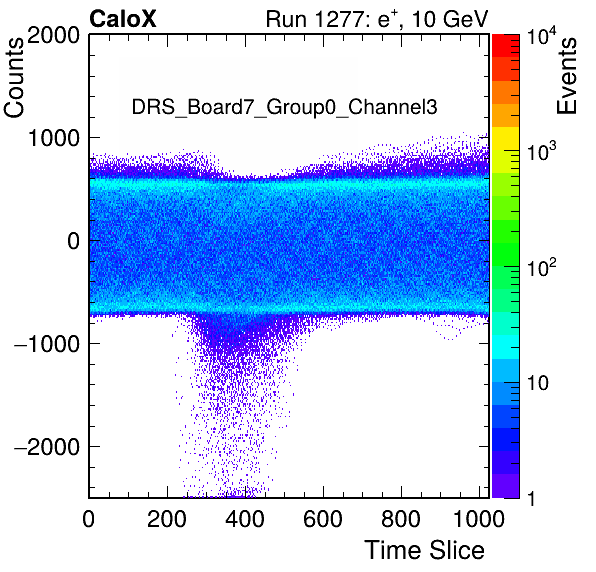 CaloX Run 1277: e+, 10 GeV
Counts
Events
DRS_Board7_Group0_Channel3
2000
1000
0
−1000
−2000
0 200 400 600 800 1000
Time Slice
10^4
10^3
10^2
10
1